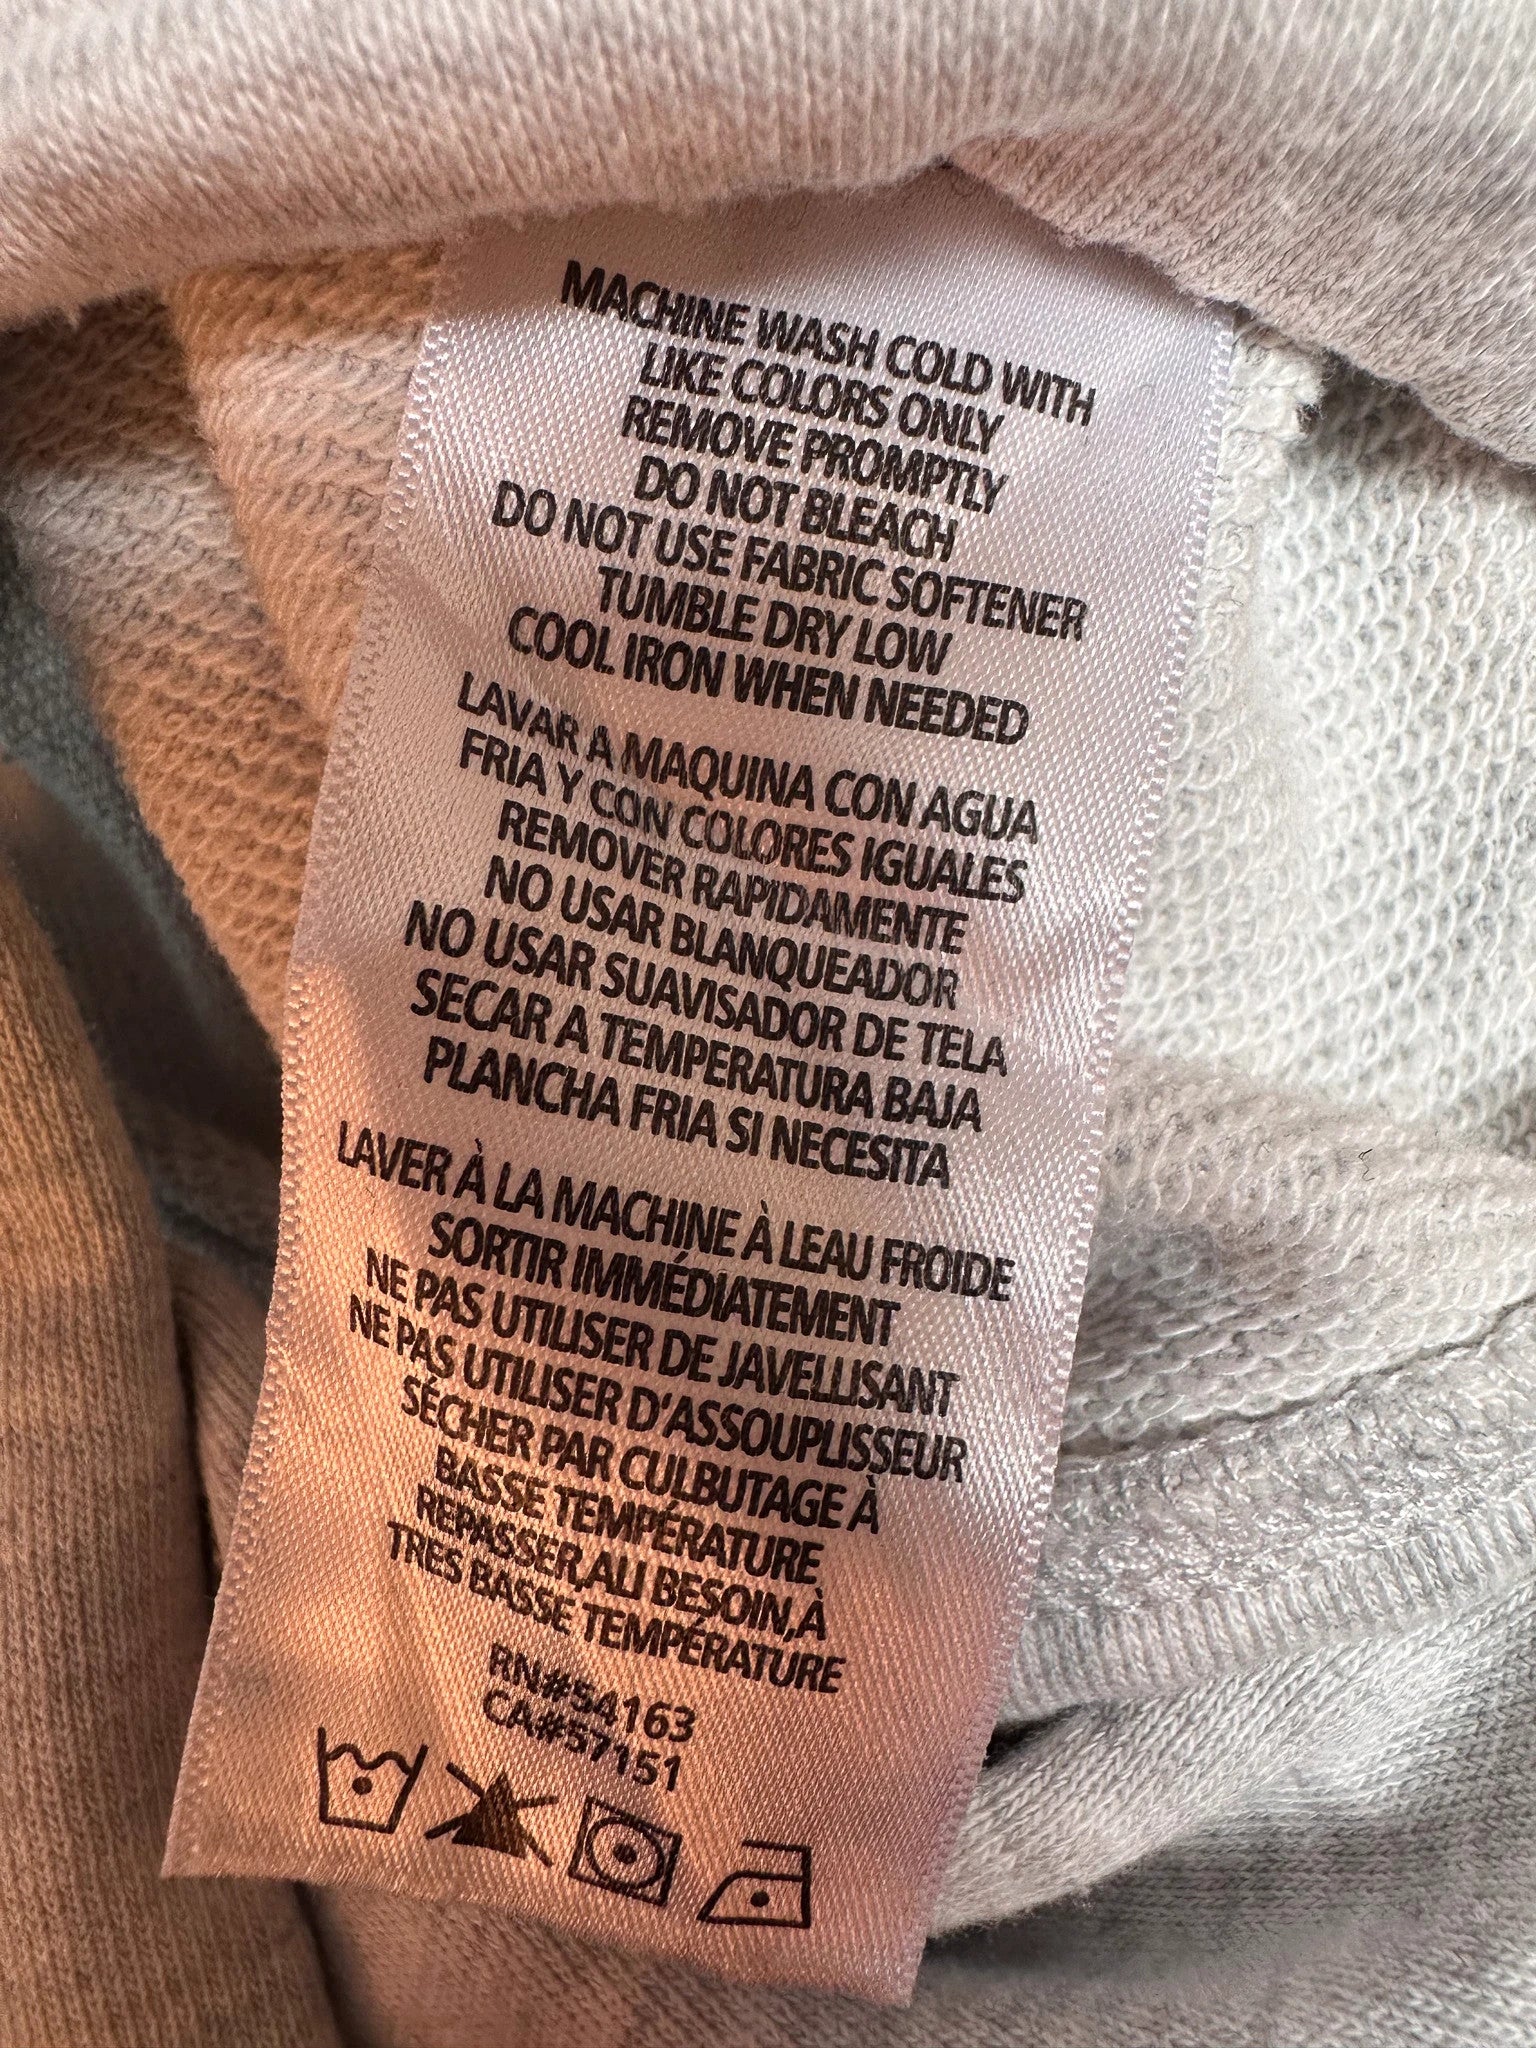 MACHINE WASH COLD WITH
LIKE COLORS ONLY
REMOVE PROMPTLY
DO NOT BLEACH
DO NOT USE FABRIC SOFTENER
TUMBLE DRY LOW
COOL IRON WHEN NEEDED
LAVAR A MAQUINA CON AGUA
FRIA Y CON COLORES IGUALES
REMOVER RAPIDAMENTE
NO USAR BLANQUEADOR
NO USAR SUAVISADOR DE TELA
SECAR A TEMPERATURA BAJA
PLANCHA FRIA SI NECESITA
LAVER À LA MACHINE À LEAU FROIDE
SORTIR IMMÉDIATEMENT
NE PAS UTILISER DE JAVELLISANT
NE PAS UTILISER D'ASSOUPLISSEUR
SÉCHER PAR CULBUTAGE À
BASSE TEMPÉRATURE
REPASSER,AU BESOIN,À
TRES BASSE TEMPÉRATURE
RN#54163
CA#57151